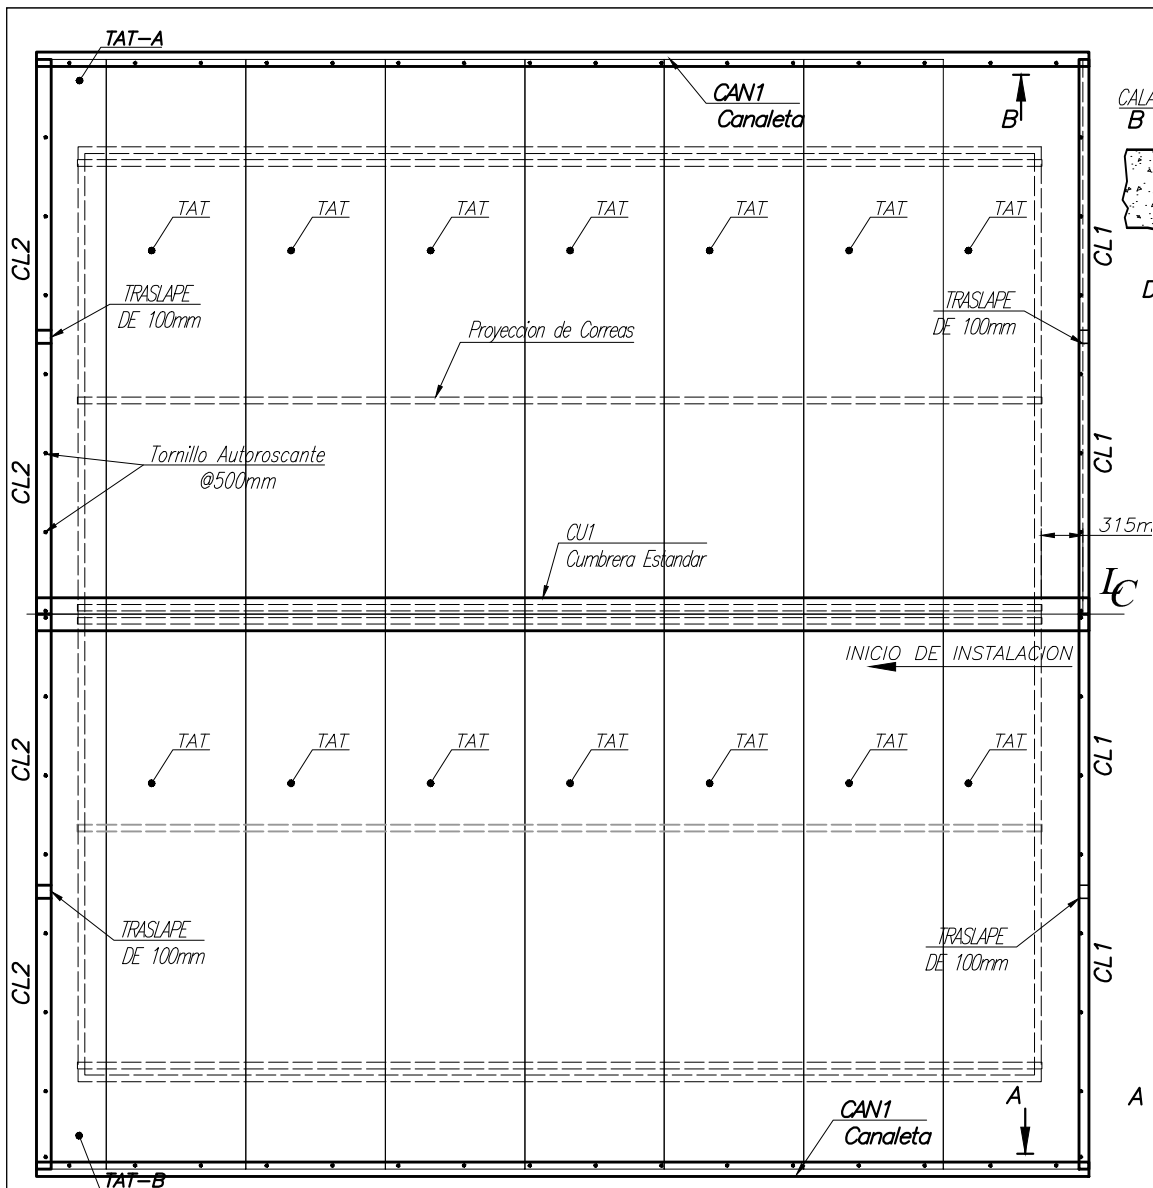 TAT-A
CAN1
Canaleta
B
CALA
B
TAT TAT TAT TAT TAT TAT TAT
CL2
CL1
D
TRASLAPE
DE 100mm
TRASLAPE
DE 100mm
Proyección de Correas
Tornillo Autoroscante
@500mm
CL2
CL1
CU1
Cumbrera Estandar
315m
LC
INICIO DE INSTALACION
TAT TAT TAT TAT TAT TAT TAT
CL2
CL1
TRASLAPE
DE 100mm
TRASLAPE
DE 100mm
CL2
CL1
A
A
CAN1
Canaleta
TAT-B